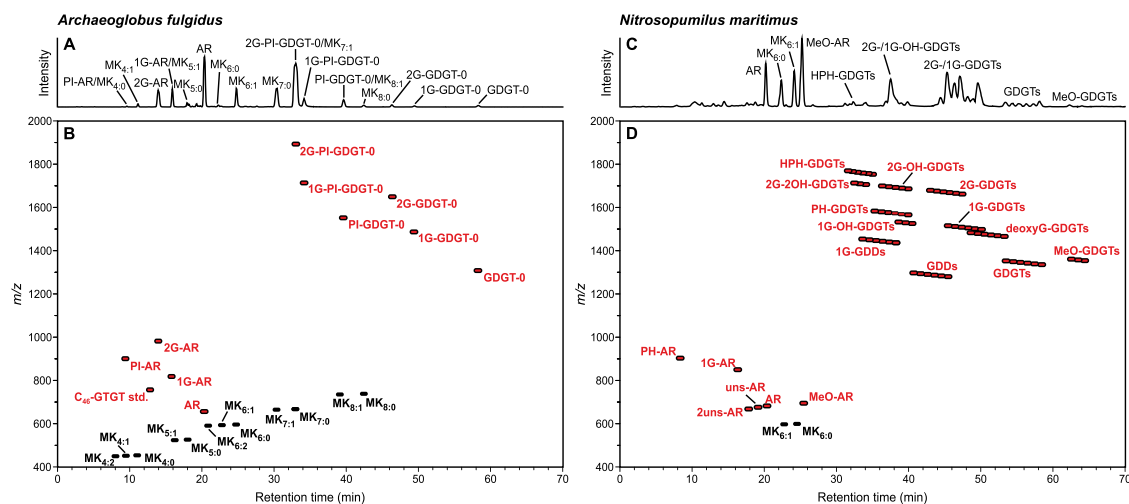 Archaeoglobus fulgidus
A
Intensity
PI-AR/MK4:0
MK4:1
2G-AR
1G-AR/MK5:1
MK5:0
AR
MK6:0
MK6:1
MK7:0
2G-PI-GDGT-0/MK7:1
1G-PI-GDGT-0
PI-GDGT-0/MK8:1
MK8:0
2G-GDGT-0
1G-GDGT-0
GDGT-0
B
m/z
2000
1800
1600
1400
1200
1000
800
600
400
2G-PI-GDGT-0
1G-PI-GDGT-0
2G-GDGT-0
PI-GDGT-0
1G-GDGT-0
GDGT-0
2G-AR
PI-AR
1G-AR
C46-GTGT std.
AR
MK8:1
MK8:0
MK7:1
MK7:0
MK6:1
MK6:0
MK6:2
MK5:1
MK5:0
MK4:1
MK4:2
MK4:0
0 10 20 30 40 50 60 70
Retention time (min)
Nitrosopumilus maritimus
C
Intensity
AR
MK6:0
MK6:1
MeO-AR
HPH-GDGTs
2G-/1G-OH-GDGTs
2G-/1G-GDGTs
GDGTs
MeO-GDGTs
D
m/z
2000
1800
1600
1400
1200
1000
800
600
400
HPH-GDGTs
2G-OH-GDGTs
2G-2OH-GDGTs
2G-GDGTs
PH-GDGTs
1G-GDGTs
1G-OH-GDGTs
deoxyG-GDGTs
1G-GDDs
MeO-GDGTs
GDDs
GDGTs
PH-AR
1G-AR
uns-AR
AR
MeO-AR
2uns-AR
MK6:1
MK6:0
0 10 20 30 40 50 60 70
Retention time (min)